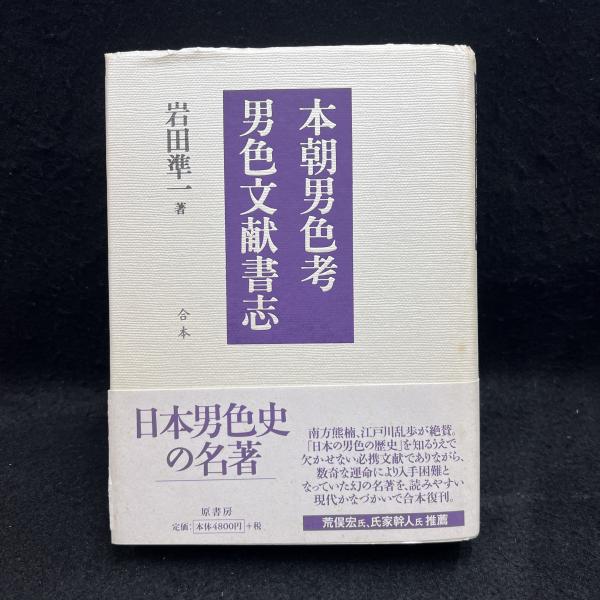 本朝男色考
男色文献書志
岩田準一 著
合本
日本男色史
の名著
原書房
定価:本体4800円+税
南方熊楠、江戸川乱歩が絶賛。
「日本の男色の歴史」を知るうえで
欠かせない必携文献でありながら、
数奇な運命により入手困難と
なっていた幻の名著を、読みやすい
現代かなづかいで合本復刊。
荒俣宏氏、氏家幹人氏 推薦